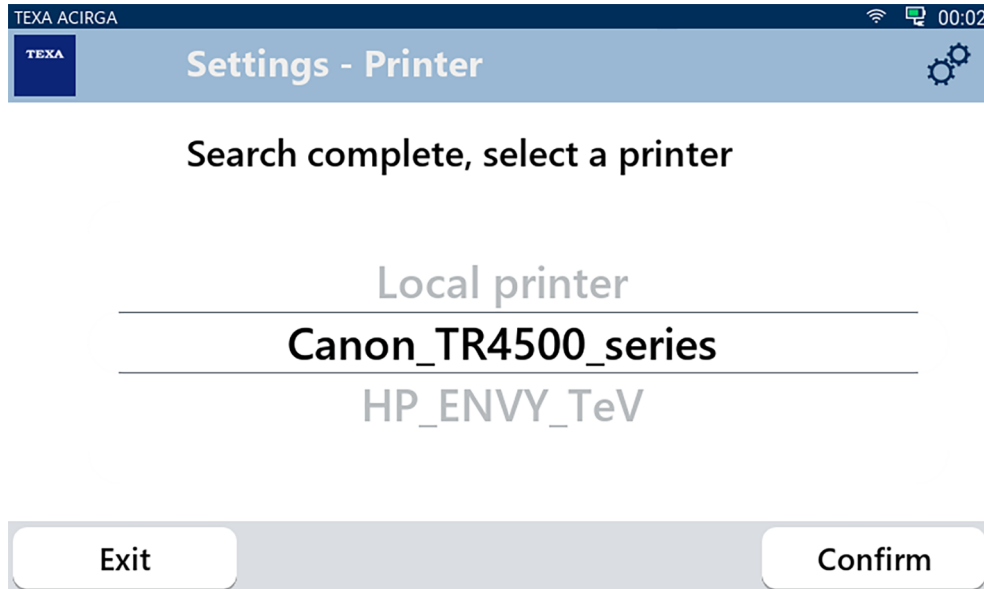 TEXA ACIRGA 00:02
TEXA
Settings - Printer
Search complete, select a printer
Local printer
Canon_TR4500_series
HP_ENVY_TeV
Exit Confirm